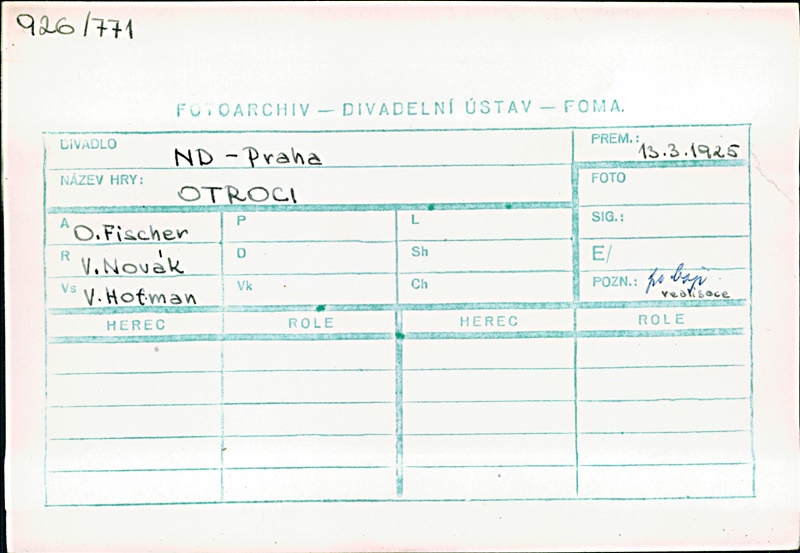 926/771
FOTOARCHIV — DIVADELNÍ ÚSTAV — FOMA.
DIVADLO ND - Praha PREM.: 13.3.1925
NÁZEV HRY: OTROCI FOTO
A O. Fischer P L SIG.:
R V. Novák D Sh E/
Vs V. Hofman Vk Ch POZN.: realisace
HEREC ROLE HEREC ROLE